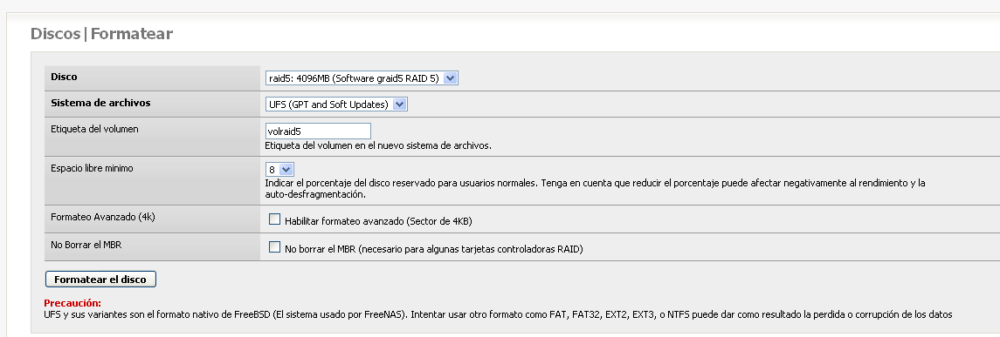 Discos|Formatear
Disco
raid5: 4096MB (Software graid5 RAID 5)
Sistema de archivos
UFS (GPT and Soft Updates)
Etiqueta del volumen
volraid5
Etiqueta del volumen en el nuevo sistema de archivos.
Espacio libre minimo
8
Indicar el porcentaje del disco reservado para usuarios normales. Tenga en cuenta que reducir el porcentaje puede afectar negativamente al rendimiento y la
auto-desfragmentación.
Formateo Avanzado (4k)
Habilitar formateo avanzado (Sector de 4KB)
No Borrar el MBR
No borrar el MBR (necesario para algunas tarjetas controladoras RAID)
Formatear el disco
Precaución:
UFS y sus variantes son el formato nativo de FreeBSD (El sistema usado por FreeNAS). Intentar usar otro formato como FAT, FAT32, EXT2, EXT3, o NTFS puede dar como resultado la perdida o corrupción de los datos